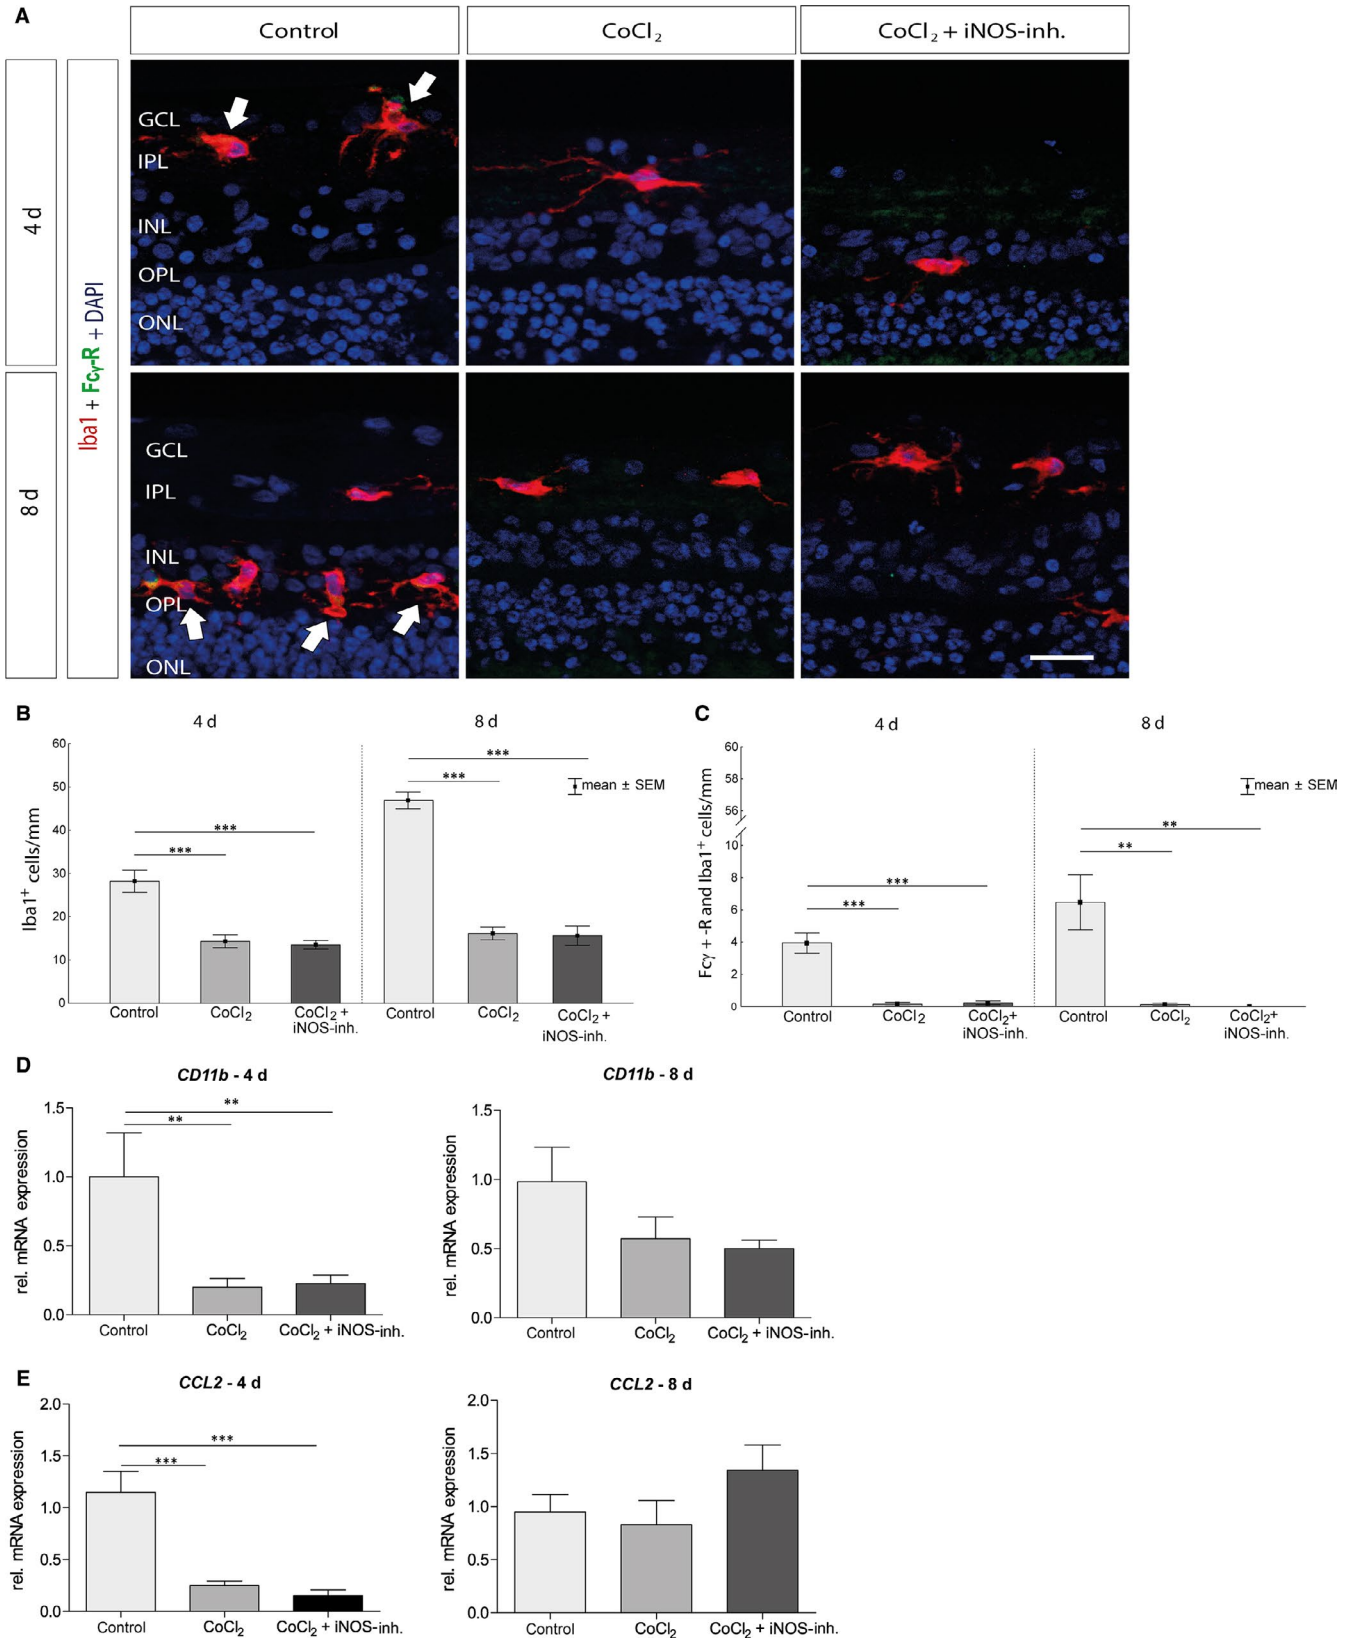 A
Control
CoCl2
CoCl2 + iNOS-inh.
4 d
8 d
Iba1 + Fcγ-R + DAPI
GCL
IPL
INL
OPL
ONL
GCL
IPL
INL
OPL
ONL
B
4 d
8 d
Iba1+ cells/mm
60
50
40
30
20
10
0
***
***
***
***
mean ± SEM
Control
CoCl2
CoCl2 +
iNOS-inh.
Control
CoCl2
CoCl2 +
iNOS-inh.
C
4 d
8 d
Fcγ + -R and Iba1+ cells/mm
60
58
56
10
8
6
4
2
0
***
***
**
**
mean ± SEM
Control
CoCl2
CoCl2+
iNOS-inh.
Control
CoCl2
CoCl2+
iNOS-inh.
D
CD11b - 4 d
rel. mRNA expression
1.5
1.0
0.5
0.0
**
**
Control
CoCl2
CoCl2 + iNOS-inh.
CD11b - 8 d
rel. mRNA expression
1.5
1.0
0.5
0.0
Control
CoCl2
CoCl2 + iNOS-inh.
E
CCL2 - 4 d
rel. mRNA expression
2.0
1.5
1.0
0.5
0.0
***
***
Control
CoCl2
CoCl2 + iNOS-inh.
CCL2 - 8 d
rel. mRNA expression
2.0
1.5
1.0
0.5
0.0
Control
CoCl2
CoCl2 + iNOS-inh.